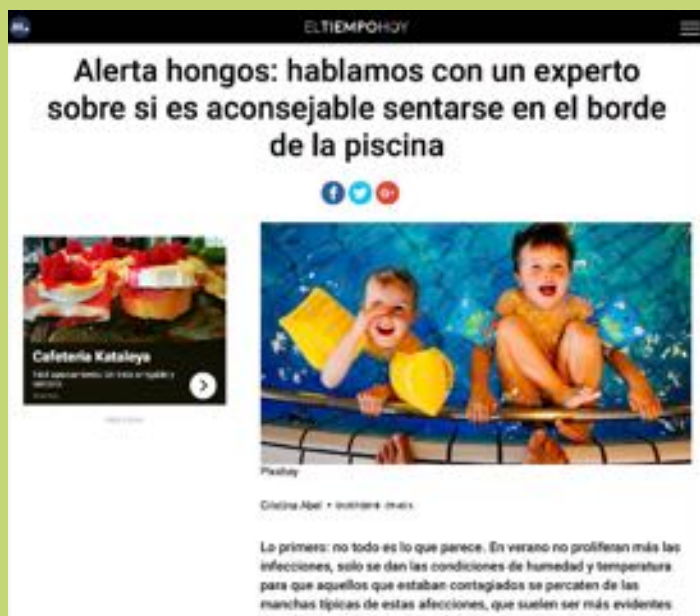 ELTIEMPOHOY
Alerta hongos: hablamos con un experto
sobre si es aconsejable sentarse en el borde
de la piscina
Cafetería Kataleya
Pixabay
Cristina Abel •
Lo primero: no todo es lo que parece. En verano no proliferan más las
infecciones, solo se dan las condiciones de humedad y temperatura
para que aquellos que estaban contagiados se percaten de las
manchas típicas de estas afecciones, que suelen ser más evidentes